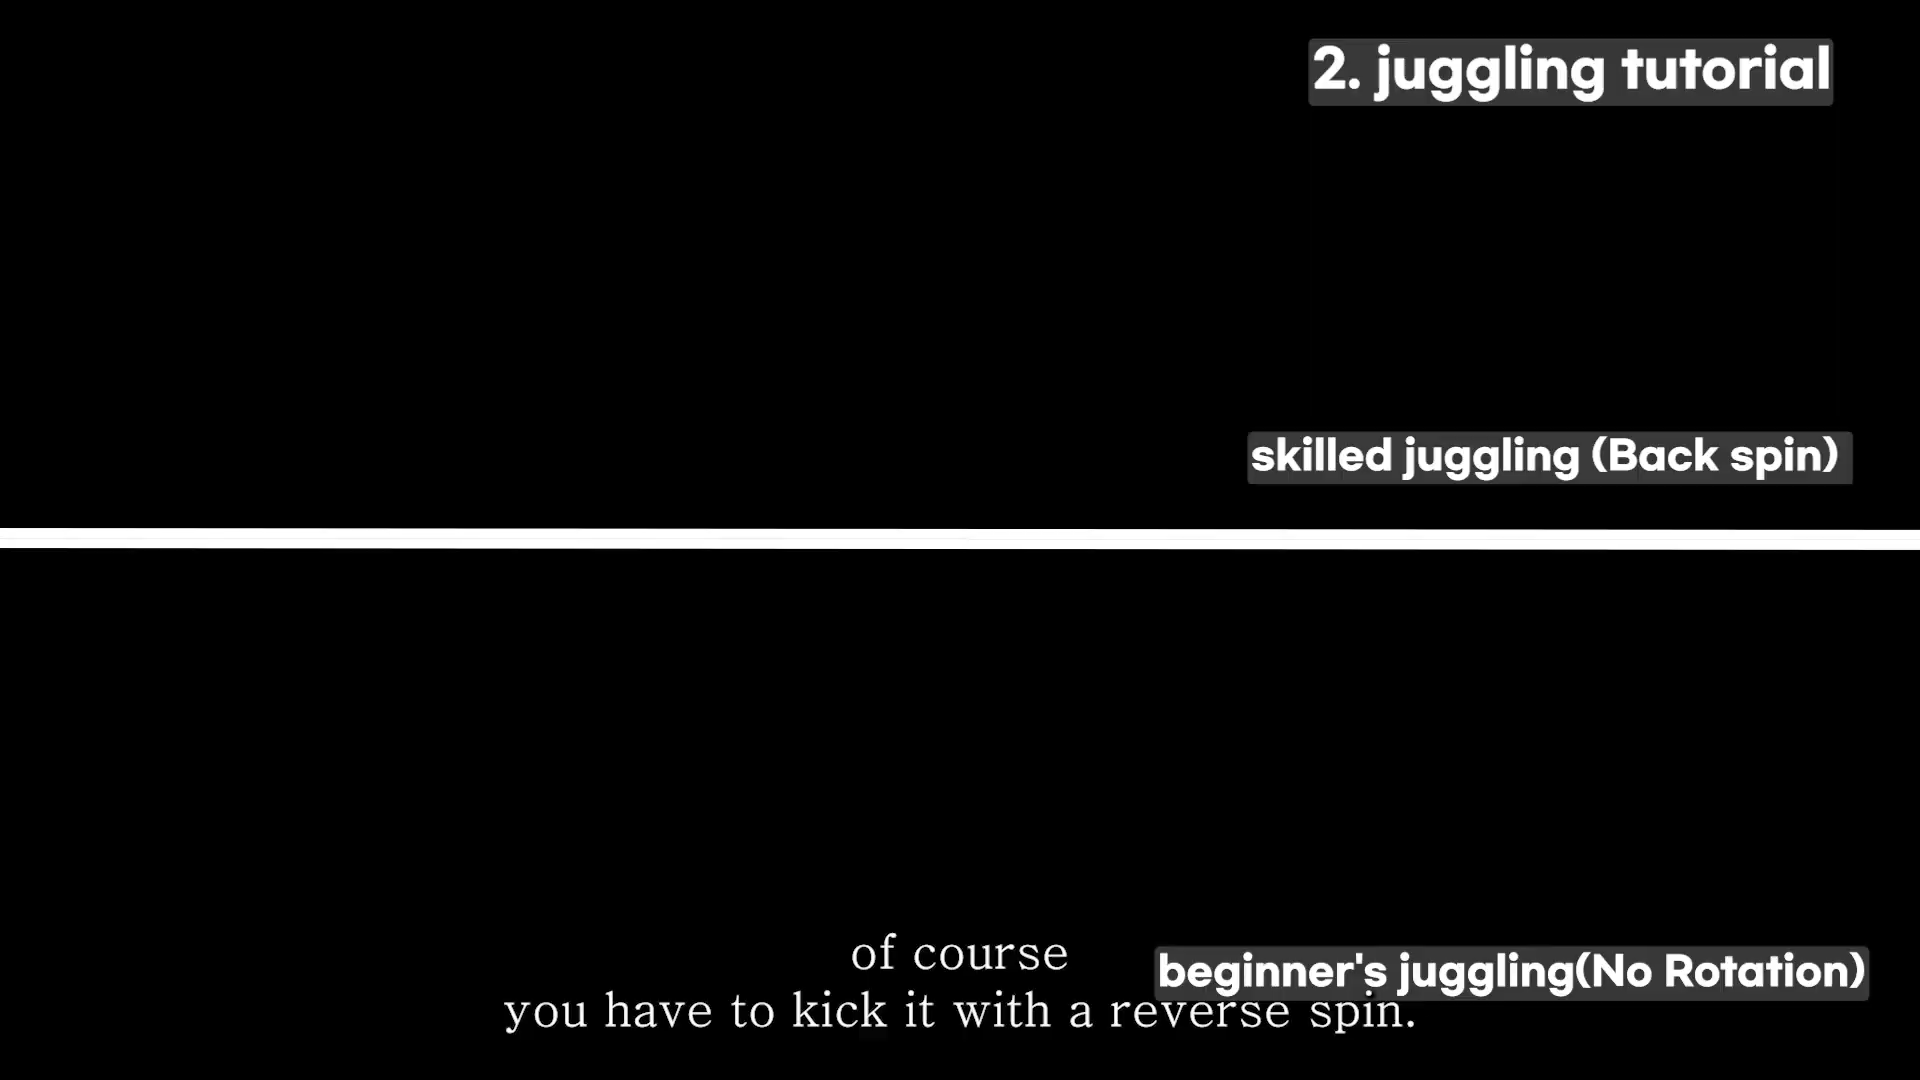 2. juggling tutorial
skilled juggling (Back spin)
of course
beginner's juggling(No Rotation)
you have to kick it with a reverse spin.